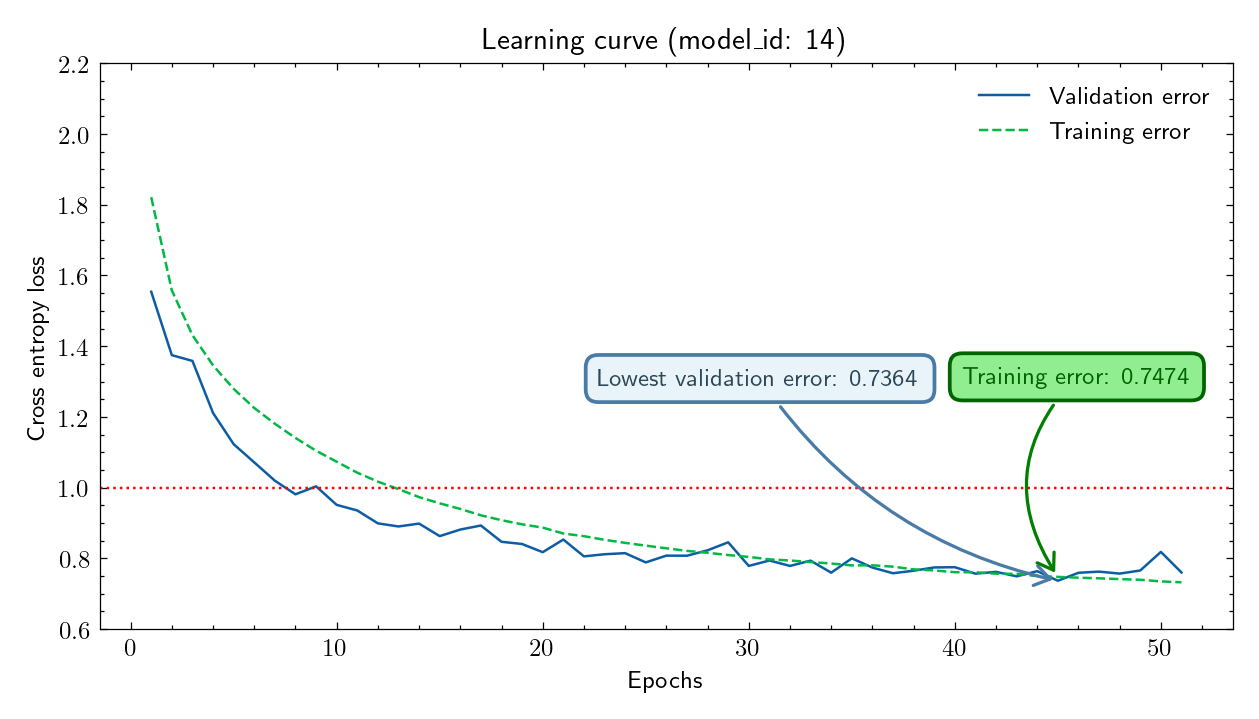 Learning curve (model_id: 14)
2.2
2.0
1.8
1.6
1.4
1.2
1.0
0.8
0.6
Cross entropy loss
Validation error
Training error
Lowest validation error: 0.7364
Training error: 0.7474
0 10 20 30 40 50
Epochs